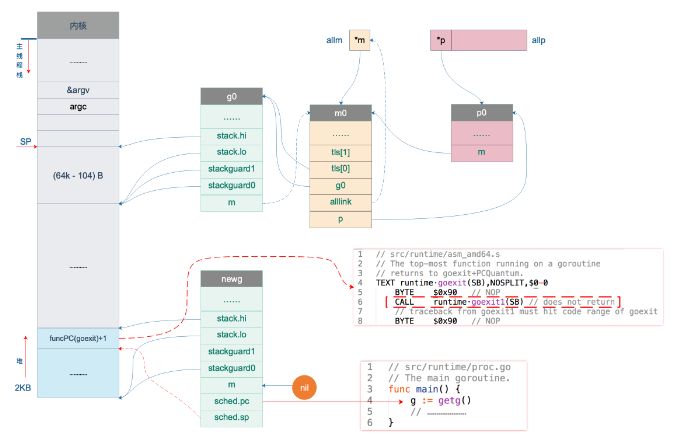 内核
主线程栈
........
&argv
argc
SP
(64k - 104) B
........
funcPC(goexit)+1
堆
2KB
........
g0
......
stack.hi
stack.lo
stackguard1
stackguard0
m
allm
*m
m0
......
tls[1]
tls[0]
g0
alllink
p
*p
allp
p0
......
m
newg
......
stack.hi
stack.lo
stackguard1
stackguard0
m
sched.pc
sched.sp
nil
1 // src/runtime/asm_amd64.s
2 // The top-most function running on a goroutine
3 // returns to goexit+PCQuantum.
4 TEXT runtime·goexit(SB),NOSPLIT,$0-0
5 BYTE $0x90 // NOP
6 CALL runtime·goexit1(SB) // does not return
7 // traceback from goexit1 must hit code range of goexit
8 BYTE $0x90 // NOP
1 // src/runtime/proc.go
2 // The main goroutine.
3 func main() {
4 g := getg()
5 // ..................
6 }